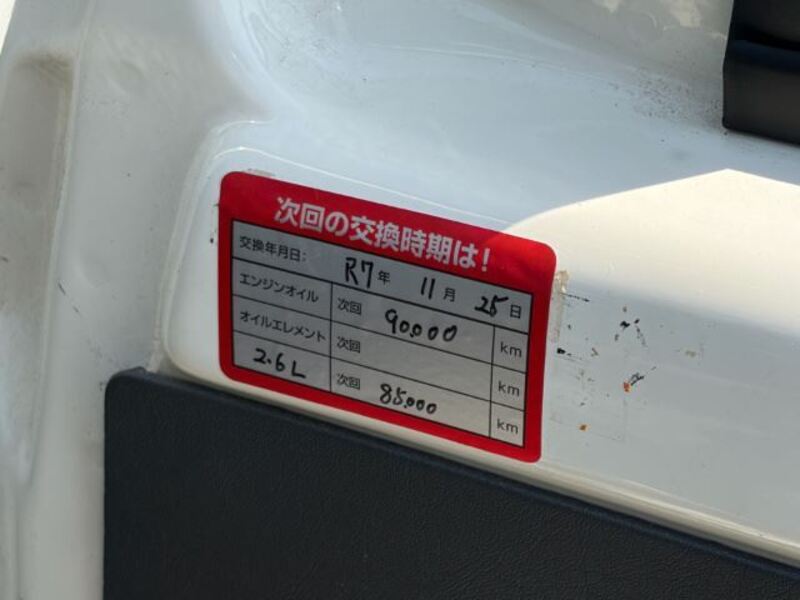 次回の交換時期は!
交換年月日: R7年 11月 25日
エンジンオイル 次回 90.000 km
オイルエレメント 次回 km
2.6L 次回 85.000 km